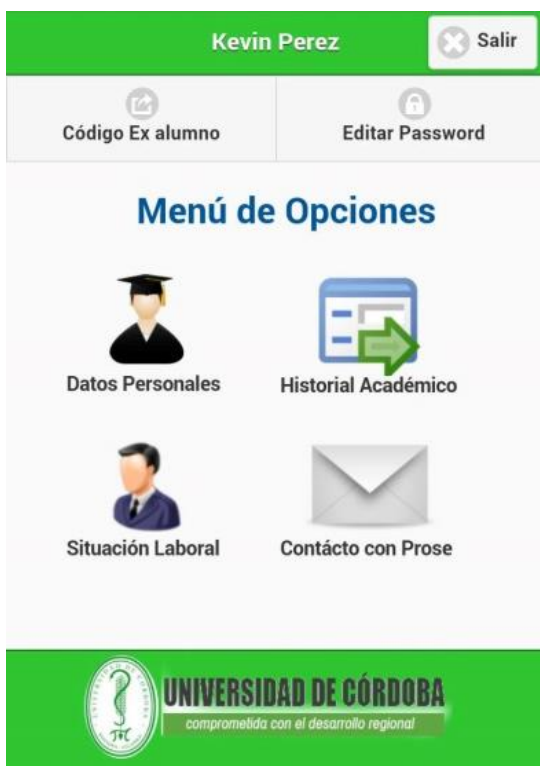 Kevin Perez
Salir
Código Ex alumno
Editar Password
Menú de Opciones
Datos Personales
Historial Académico
Situación Laboral
Contácto con Prose
UNIVERSIDAD DE CÓRDOBA
comprometida con el desarrollo regional